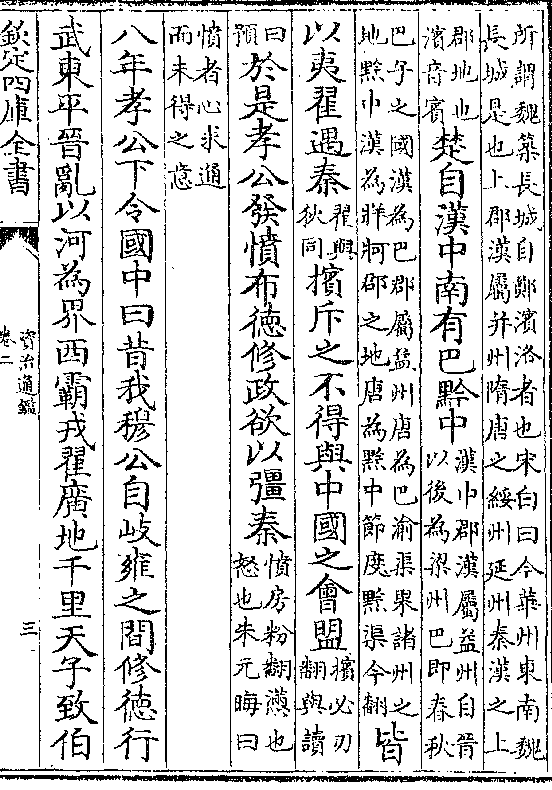 所謂魏築長城自鄭濱洛者也宋白曰今華州東南魏
長城是也上郡漢屬并州隋唐之綏州延州秦漢之上
郡地也
濱音賓
楚自漢中南有巴黔中
漢中郡漢屬益州自晉
以後為梁州巴即春秋
巴子之國漢為巴郡屬益州唐為巴渝渠果諸州之
地黔中漢為牂柯郡之地唐為黔中節度黔渠今翻
皆
以夷翟遇秦
翟與
狄同
擯斥之不得與中國之會盟
擯必刃
翻與讀
曰
預
於是孝公發憤布德修政欲以彊秦
憤房粉翻懣也
怒也朱元晦曰
憤者心求通
而未得之意
八年孝公下令國中曰昔我穆公自岐雍之間修德行
武東平晉亂以河為界西霸戎翟廣地千里天子致伯
欽定四庫全書
資治通鑑
卷二
三